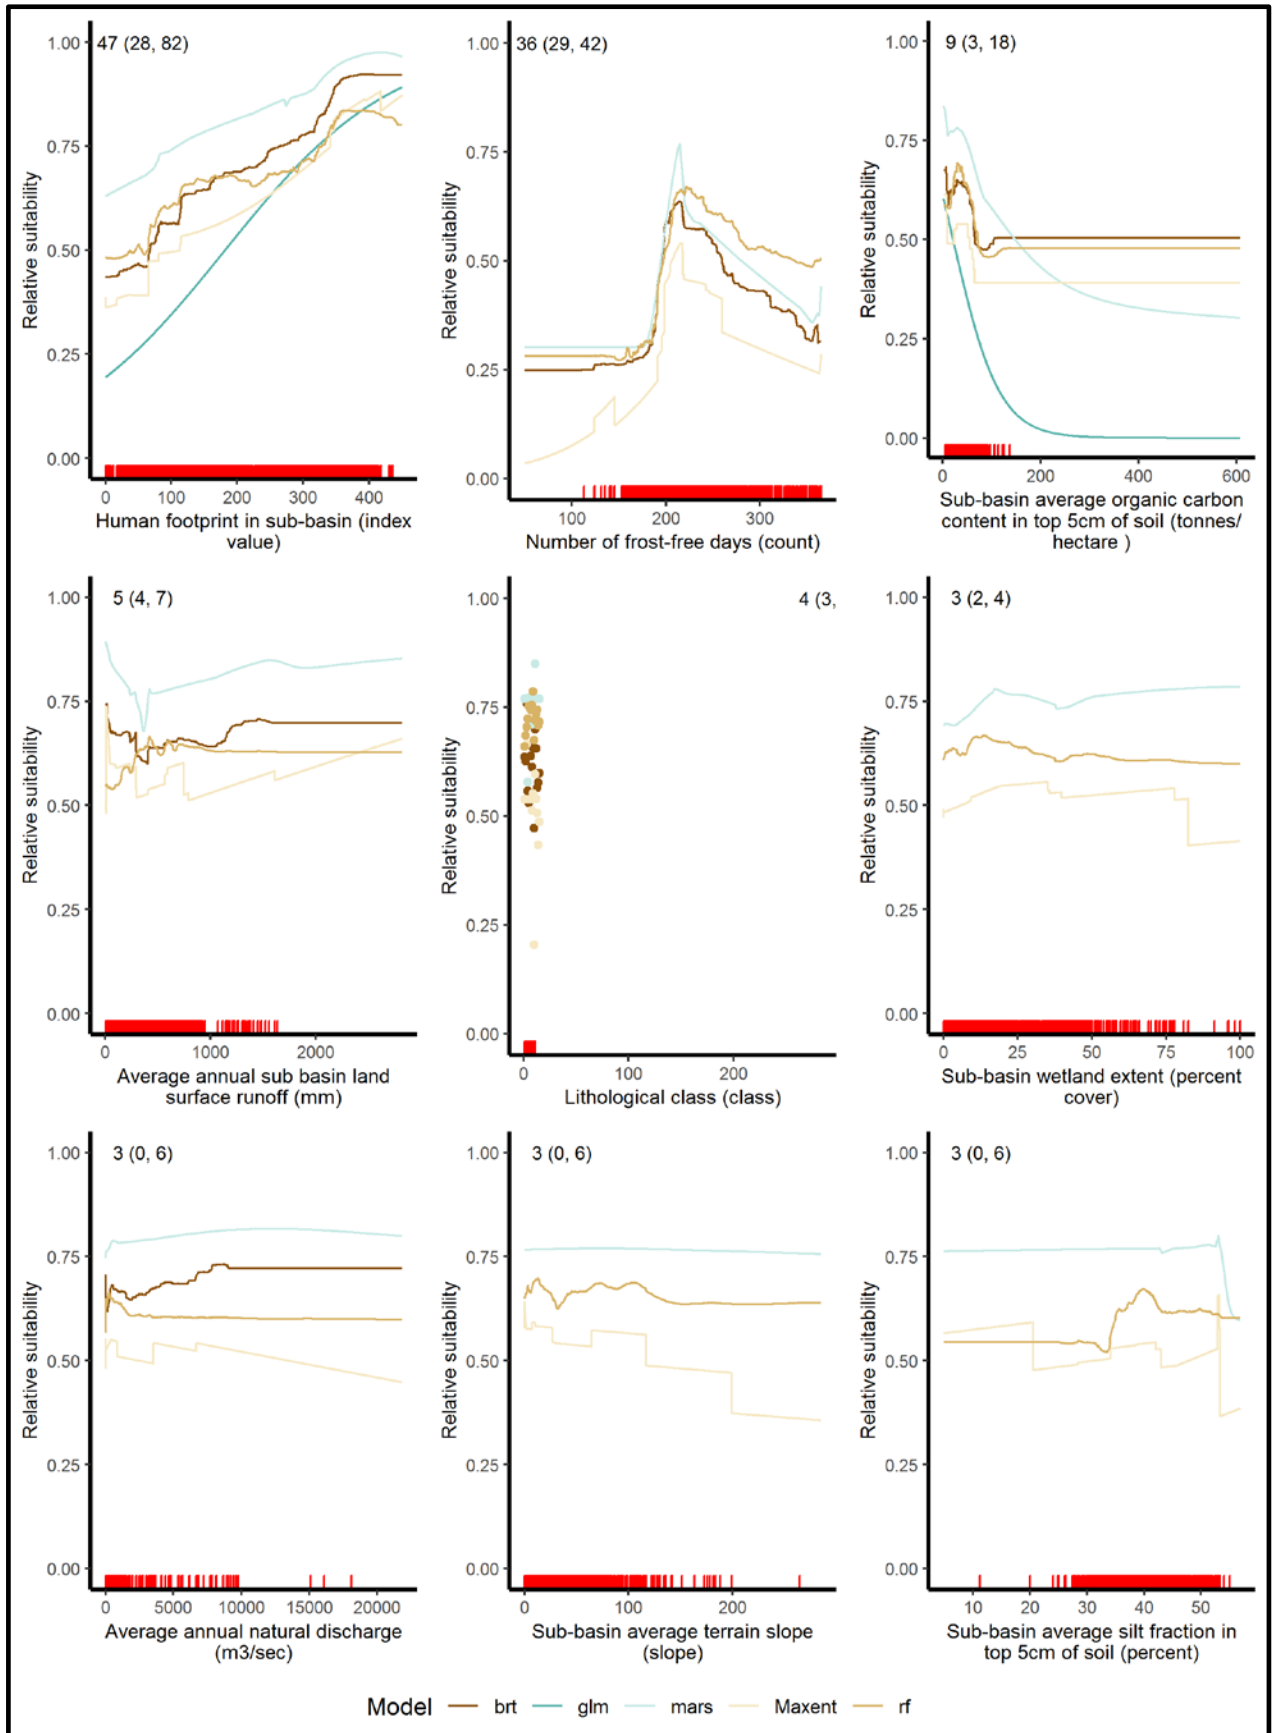 47 (28, 82)
1.00
0.75
0.50
0.25
0.00
Relative suitability
0 100 200 300 400
Human footprint in sub-basin (index
value)
36 (29, 42)
1.00
0.75
0.50
0.25
0.00
Relative suitability
100 200 300
Number of frost-free days (count)
9 (3, 18)
1.00
0.75
0.50
0.25
0.00
Relative suitability
0 200 400 600
Sub-basin average organic carbon
content in top 5cm of soil (tonnes/
hectare )
5 (4, 7)
1.00
0.75
0.50
0.25
0.00
Relative suitability
0 1000 2000
Average annual sub basin land
surface runoff (mm)
4 (3,
1.00
0.75
0.50
0.25
0.00
Relative suitability
0 100 200
Lithological class (class)
3 (2, 4)
1.00
0.75
0.50
0.25
0.00
Relative suitability
0 25 50 75 100
Sub-basin wetland extent (percent
cover)
3 (0, 6)
1.00
0.75
0.50
0.25
0.00
Relative suitability
0 5000 10000 15000 20000
Average annual natural discharge
(m3/sec)
3 (0, 6)
1.00
0.75
0.50
0.25
0.00
Relative suitability
0 100 200
Sub-basin average terrain slope
(slope)
3 (0, 6)
1.00
0.75
0.50
0.25
0.00
Relative suitability
10 20 30 40 50
Sub-basin average silt fraction in
top 5cm of soil (percent)
Model brt glm mars Maxent rf